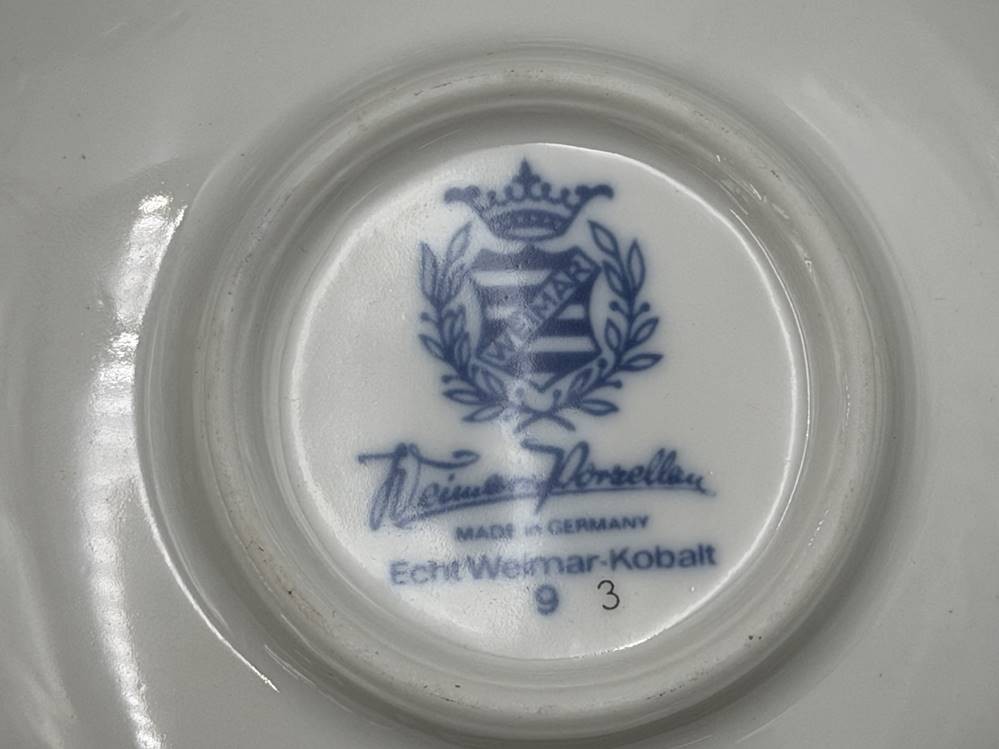 WEIMAR
Weimar Porzellan
MADE in GERMANY
Echt Weimar-Kobalt
9 3